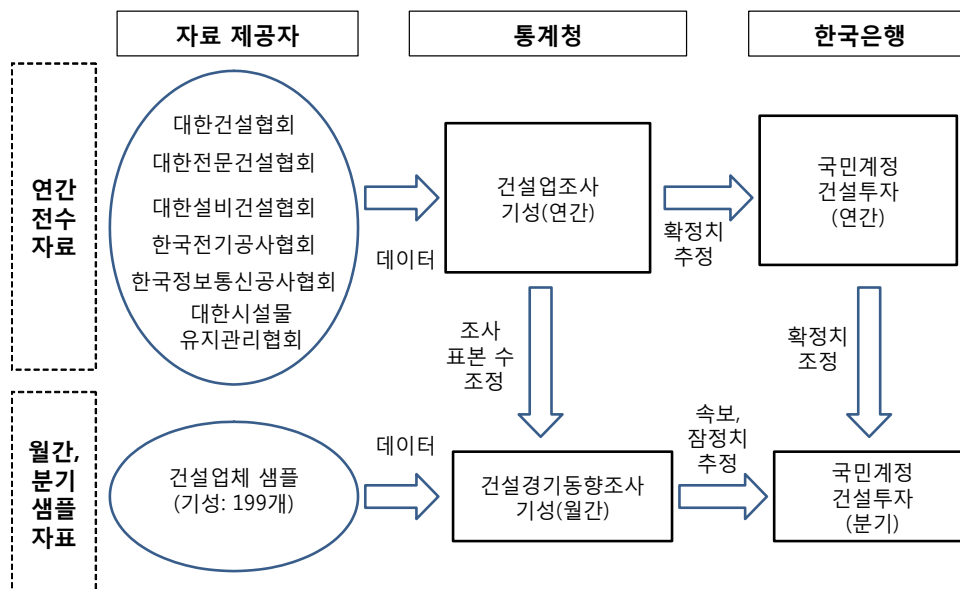 자료 제공자
통계청
한국은행
연간
전수
자료
대한건설협회
대한전문건설협회
대한설비건설협회
한국전기공사협회
한국정보통신공사협회
대한시설물
유지관리협회
데이터
건설업조사
기성(연간)
확정치
추정
국민계정
건설투자
(연간)
조사
표본 수
조정
확정치
조정
월간,
분기
샘플
자표
건설업체 샘플
(기성: 199개)
데이터
건설경기동향조사
기성(월간)
속보,
잠정치
추정
국민계정
건설투자
(분기)